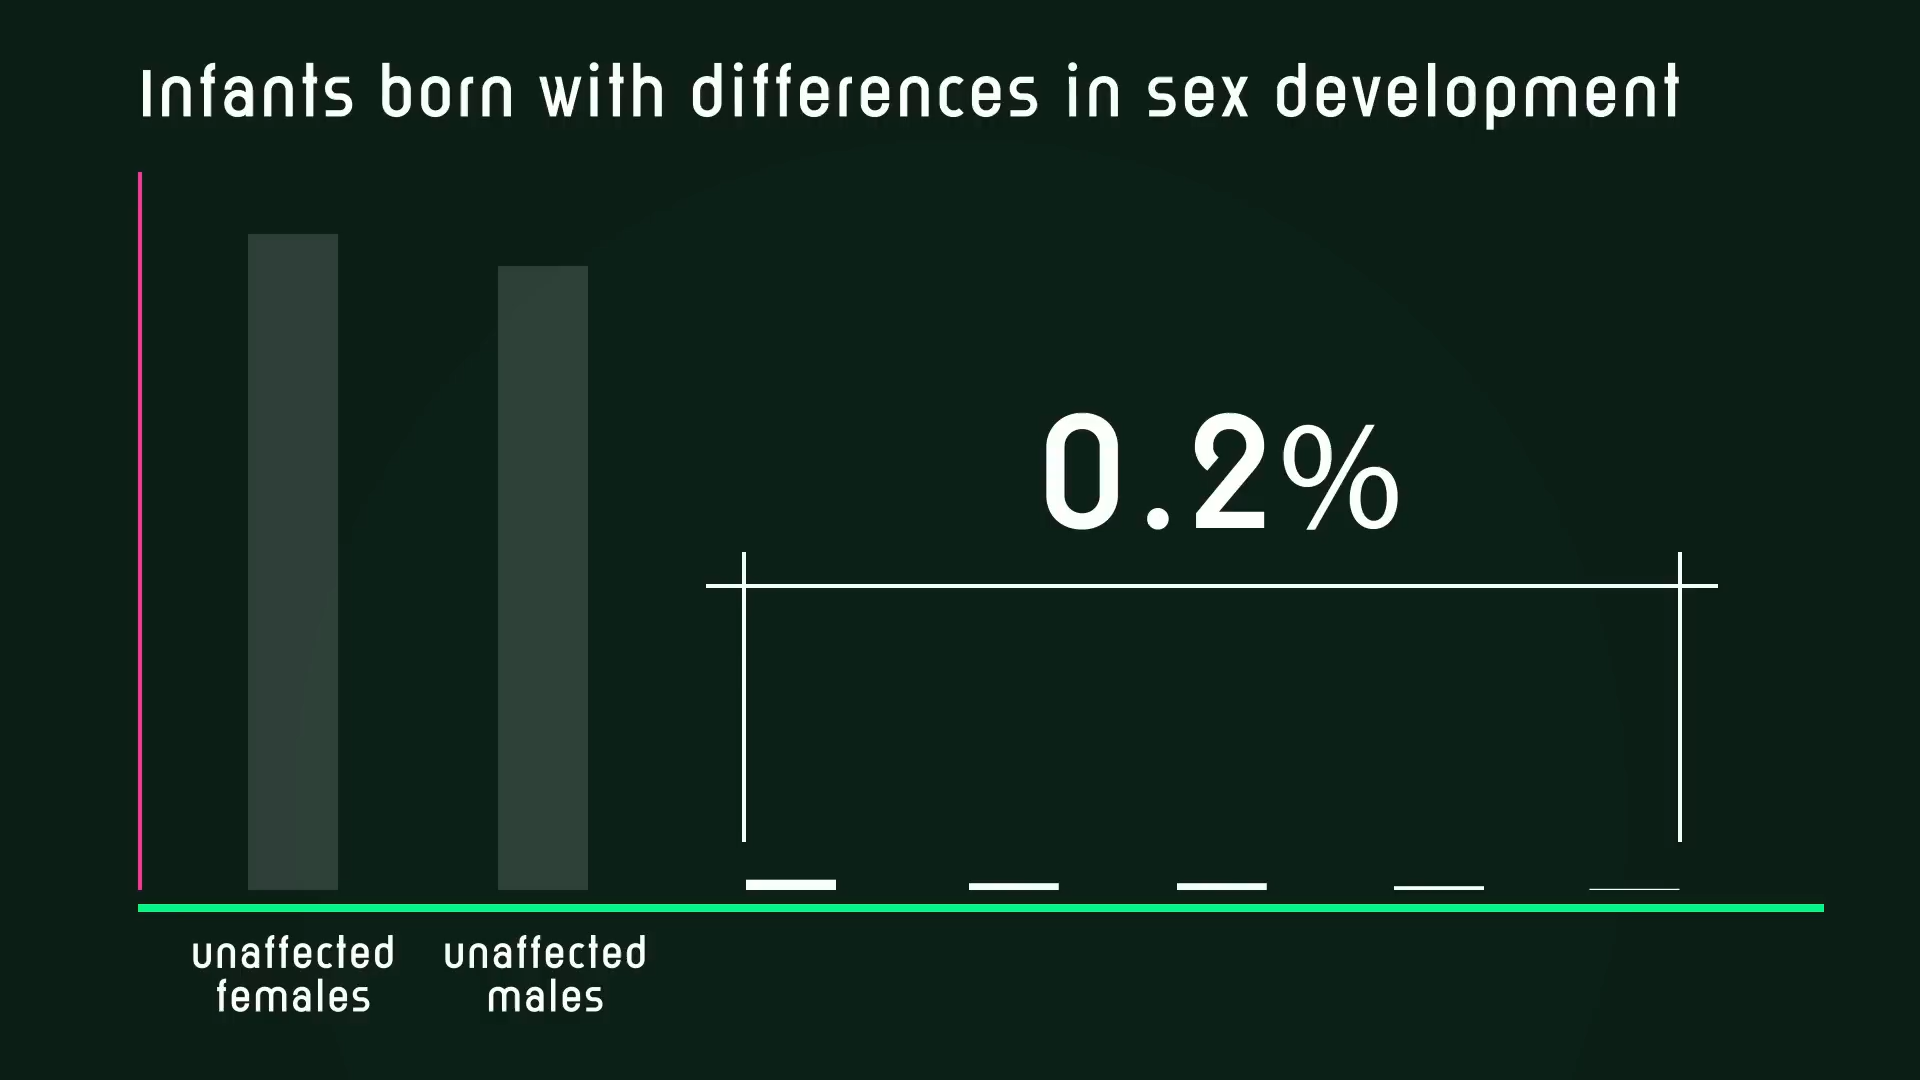 Infants born with differences in sex development
0.2%
unaffected
females
unaffected
males